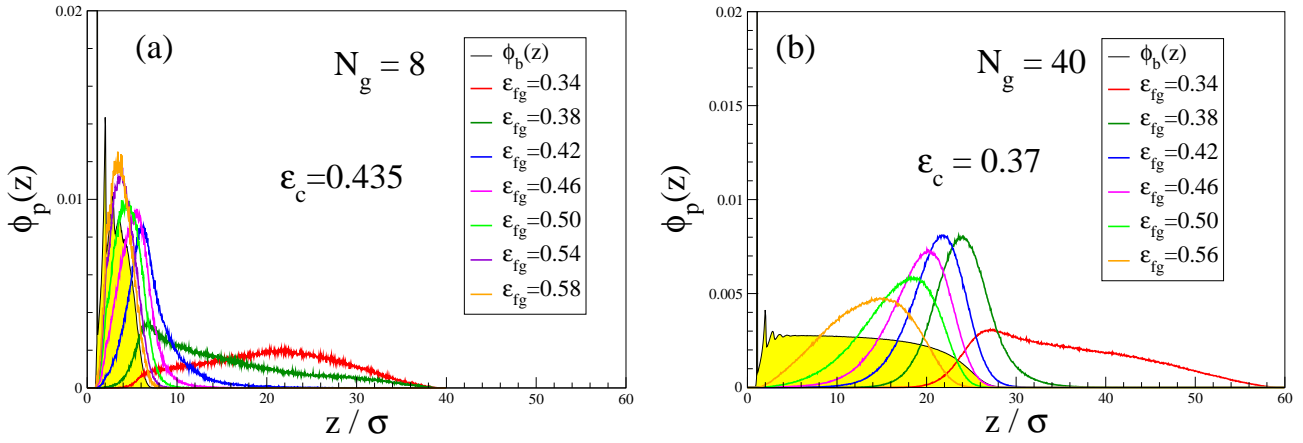 (a)
N_g = 8
ε_c=0.435
ϕ_b(z)
ε_fg=0.34
ε_fg=0.38
ε_fg=0.42
ε_fg=0.46
ε_fg=0.50
ε_fg=0.54
ε_fg=0.58
0.02
0.01
0
ϕ_p(z)
0 10 20 30 40 50 60
z / σ
(b)
N_g = 40
ε_c = 0.37
ϕ_b(z)
ε_fg=0.34
ε_fg=0.38
ε_fg=0.42
ε_fg=0.46
ε_fg=0.50
ε_fg=0.56
0.02
0.015
0.01
0.005
0
ϕ_p(z)
0 10 20 30 40 50 60
z / σ